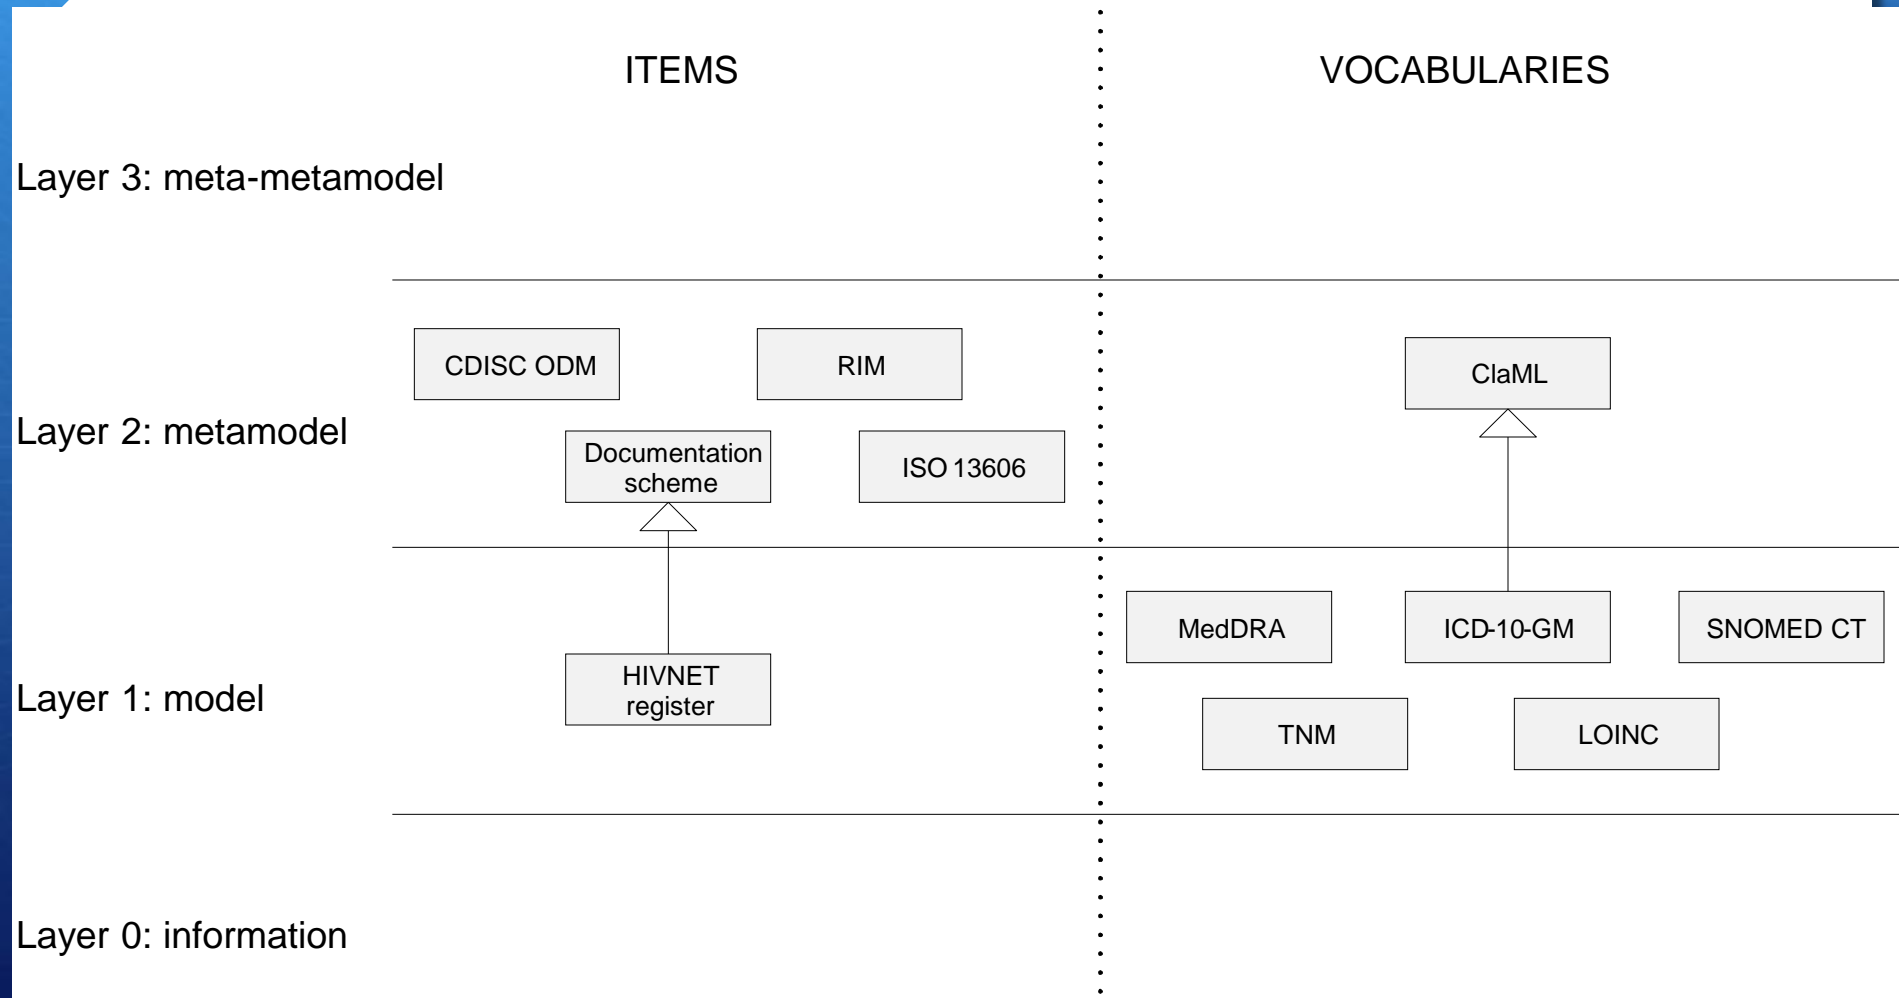 ITEMS
VOCABULARIES
Layer 3: meta-metamodel
CDISC ODM
RIM
ClaML
Layer 2: metamodel
Documentation
scheme
ISO 13606
MedDRA
ICD-10-GM
SNOMED CT
Layer 1: model
HIVNET
register
TNM
LOINC
Layer 0: information